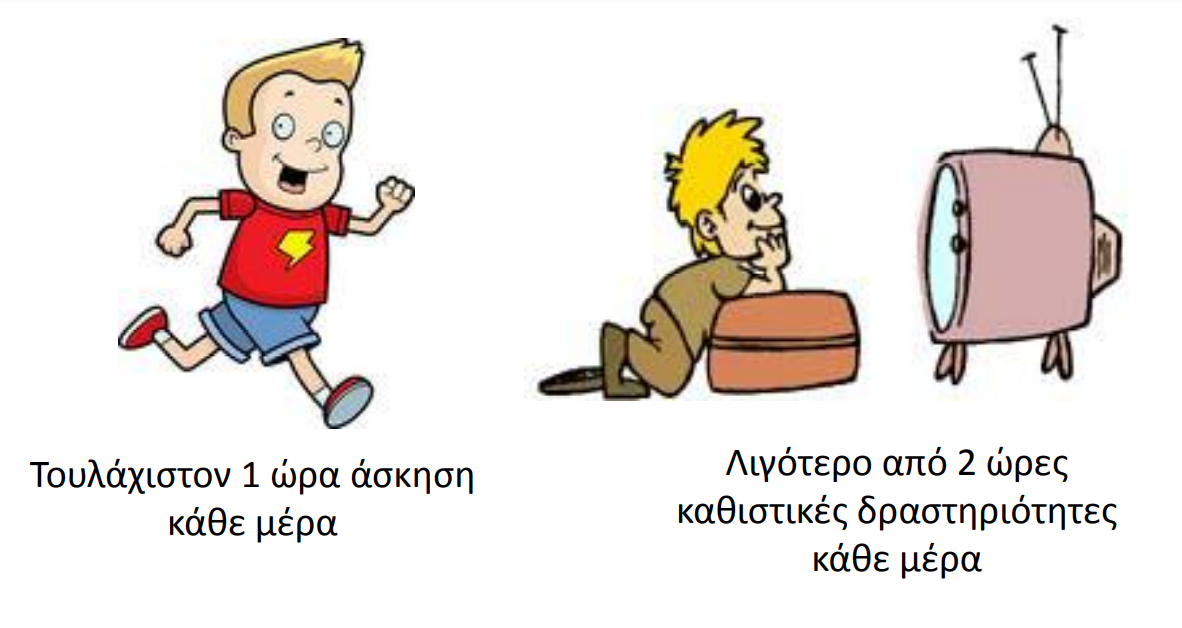 Τουλάχιστον 1 ώρα άσκηση
κάθε μέρα
Λιγότερο από 2 ώρες
καθιστικές δραστηριότητες
κάθε μέρα